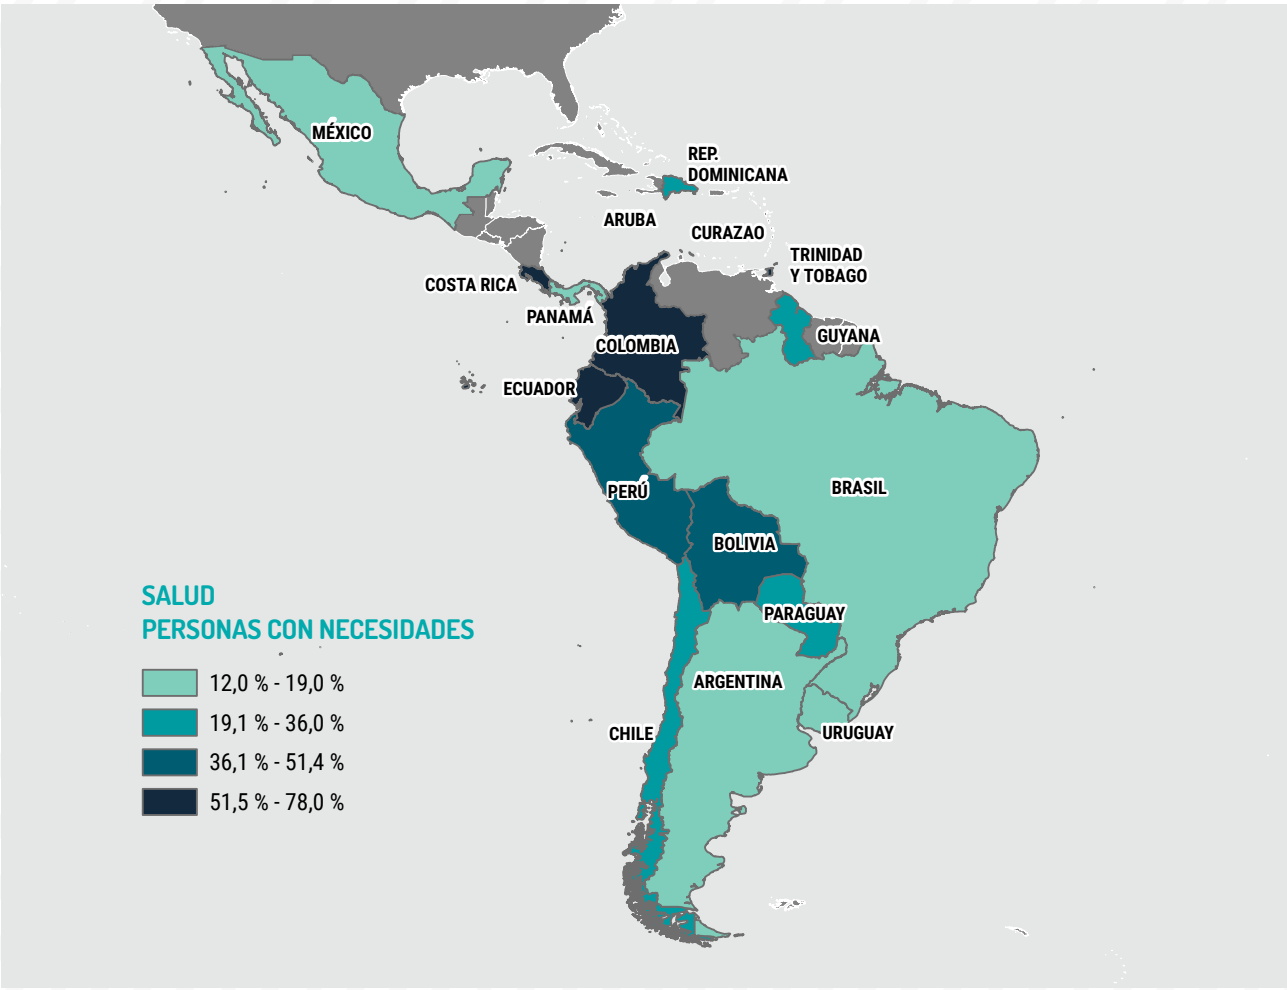 MÉXICO
REP.
DOMINICANA
ARUBA
CURAZAO
TRINIDAD
Y TOBAGO
COSTA RICA
PANAMÁ
GUYANA
COLOMBIA
ECUADOR
BRASIL
PERÚ
BOLIVIA
PARAGUAY
ARGENTINA
CHILE
URUGUAY
SALUD
PERSONAS CON NECESIDADES
12,0 % - 19,0 %
19,1 % - 36,0 %
36,1 % - 51,4 %
51,5 % - 78,0 %